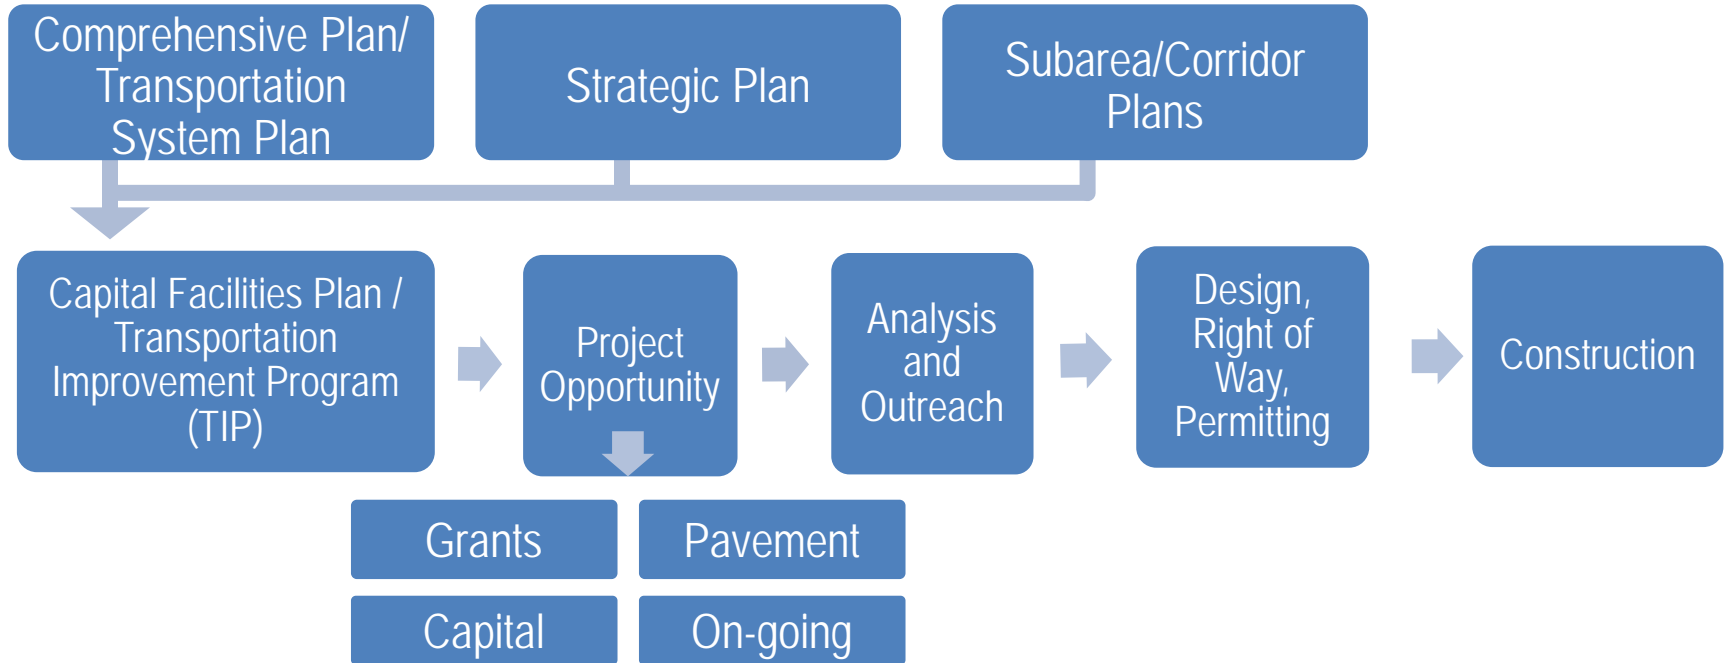 Comprehensive Plan/
Transportation
System Plan
Strategic Plan
Subarea/Corridor
Plans
Capital Facilities Plan /
Transportation
Improvement Program
(TIP)
Project
Opportunity
Analysis
and
Outreach
Design,
Right of
Way,
Permitting
Construction
Grants
Pavement
Capital
On-going